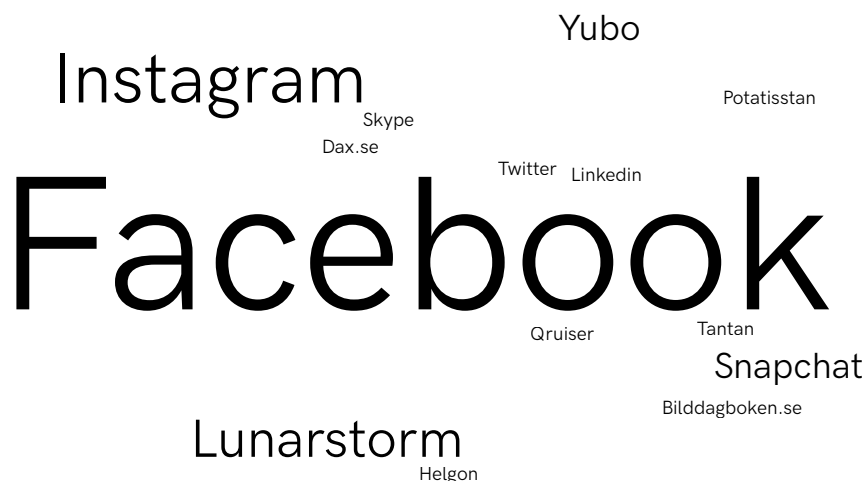 Yubo
Instagram
Potatisstan
Skype
Dax.se
Twitter
Linkedin
Facebook
Qruiser
Tantan
Snapchat
Bilddagboken.se
Lunarstorm
Helgon